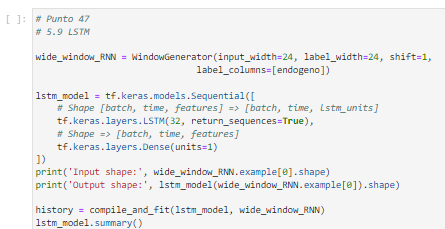 [ ]: # Punto 47
# 5.9 LSTM
wide_window_RNN = WindowGenerator(input_width=24, label_width=24, shift=1,
label_columns=[endogeno])
lstm_model = tf.keras.models.Sequential([
# Shape [batch, time, features] => [batch, time, Lstm_units]
tf.keras.layers.LSTM(32, return_sequences=True),
# Shape => [batch, time, features]
tf.keras.layers.Dense(units=1)
])
print('Input shape:', wide_window_RNN.example[0].shape)
print('Output shape:', lstm_model(wide_window_RNN.example[0]).shape)
history = compile_and_fit(lstm_model, wide_window_RNN)
lstm_model.summary()